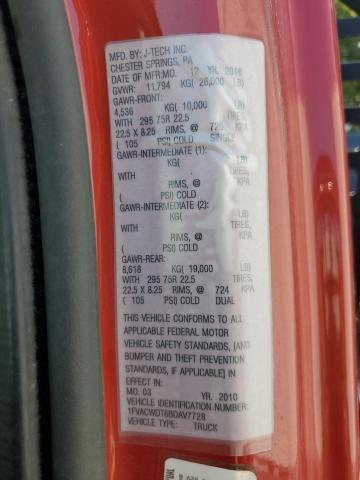 MFD. BY: J-TECH INC.
CHESTER SPRINGS, PA
DATE OF MFR:MO. 12 YR. 2016
GVWR: 11,794 KG( 26,000 LB)
GAWR-FRONT:
4,536 KG( 10,000 LB)
WITH 295 75R 22.5 TIRES,
22.5 X 8.25 RIMS, @ 725 KPA
( 105 PSI) COLD SINGLE
GAWR-INTERMEDIATE (1):
KG( LB)
WITH TIRES,
RIMS, @ KPA
( PSI) COLD
GAWR-INTERMEDIATE (2):
KG( LB)
WITH TIRES,
RIMS, @ KPA
( PSI) COLD
GAWR-REAR:
8,618 KG( 19,000 LB)
WITH 295 75R 22.5 TIRES,
22.5 X 8.25 RIMS, @ 724 KPA
( 105 PSI) COLD DUAL
THIS VEHICLE CONFORMS TO ALL
APPLICABLE FEDERAL MOTOR
VEHICLE SAFETY STANDARDS, [AND
BUMPER AND THEFT PREVENTION
STANDARDS, IF APPLICABLE] IN
EFFECT IN:
MO. 03 YR. 2010
VEHICLE IDENTIFICATION NUMBER:
1FVACWDT6BDAV7728
VEHICLE TYPE: TRUCK